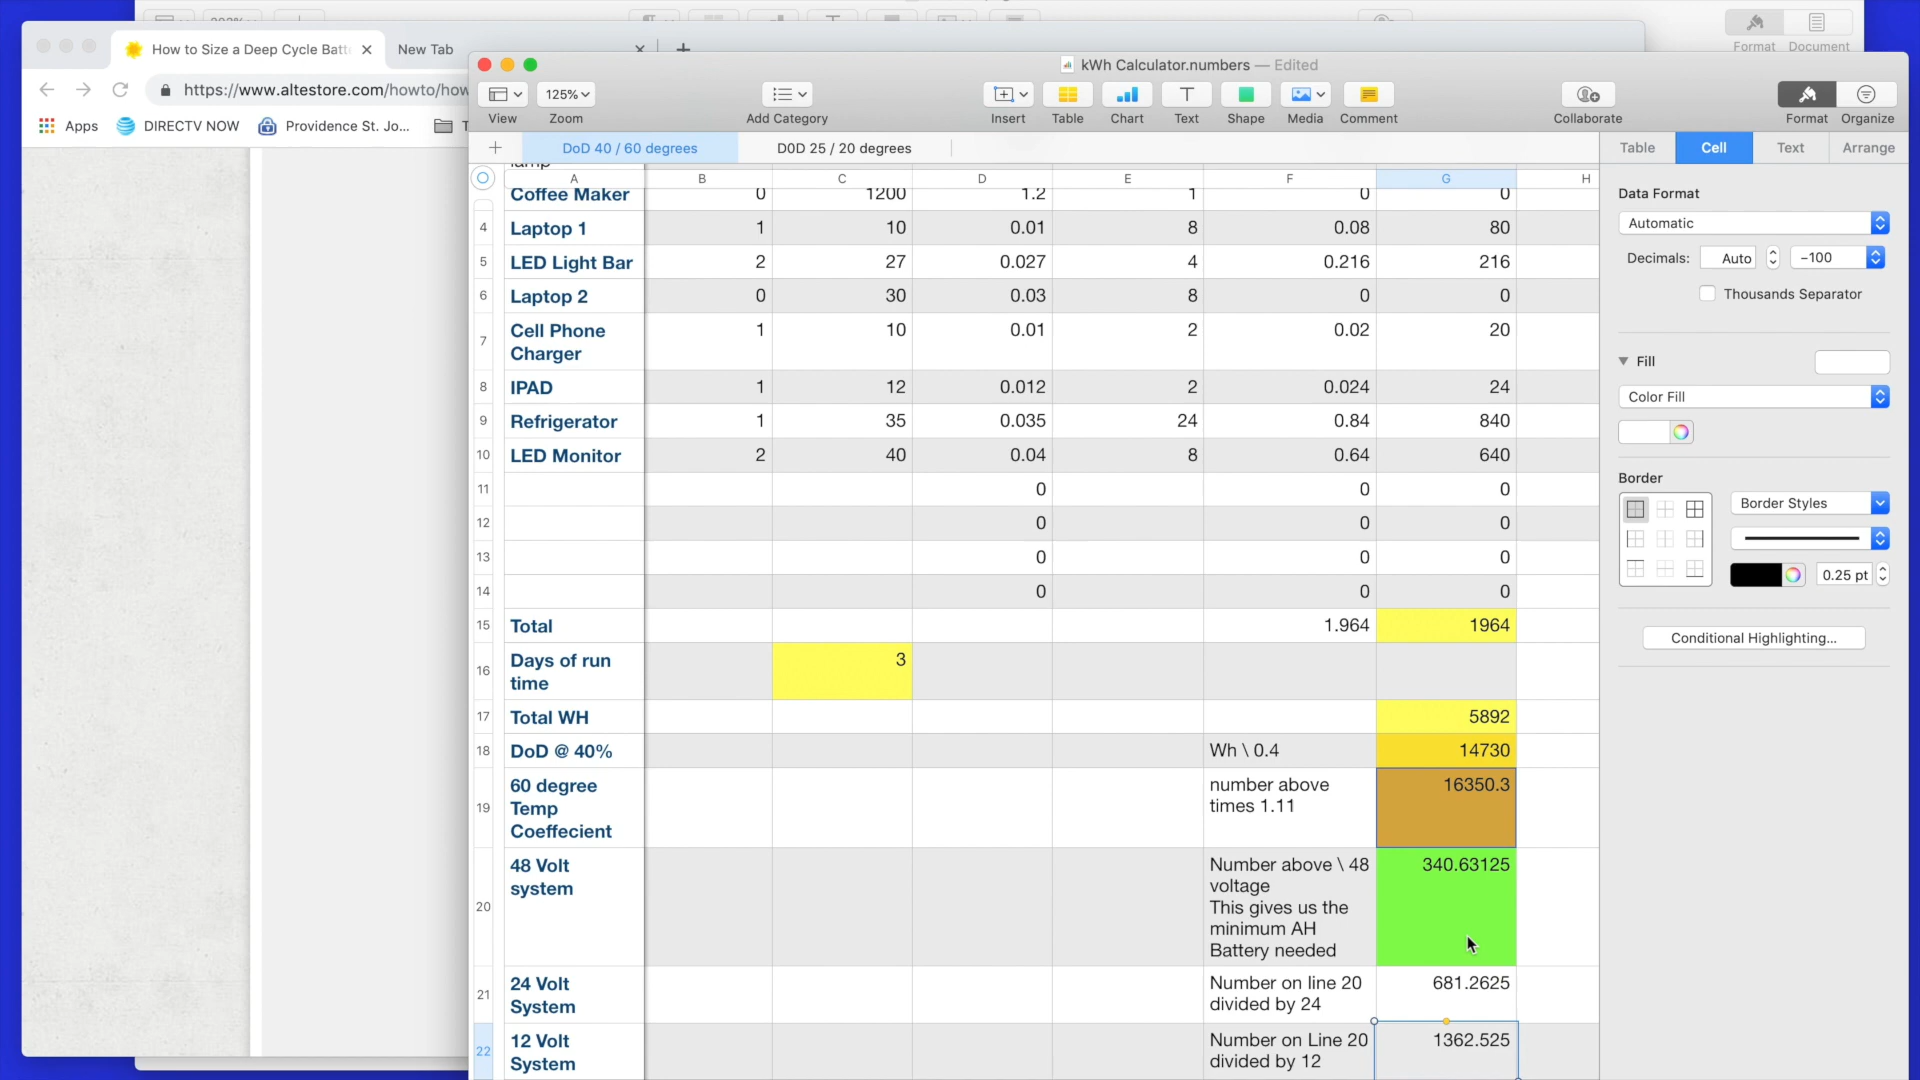 Format Document
How to Size a Deep Cycle Batt
New Tab
https://www.altestore.com/howto/how
Apps DIRECTV NOW Providence St. Jo...
kWh Calculator.numbers — Edited
125%
View Zoom Add Category Insert Table Chart Text Shape Media Comment Collaborate Format Organize
DoD 40 / 60 degrees D0D 25 / 20 degrees
Table Cell Text Arrange
A B C D E F G H
Coffee Maker 0 1200 1.2 1 0 0
4 Laptop 1 1 10 0.01 8 0.08 80
5 LED Light Bar 2 27 0.027 4 0.216 216
6 Laptop 2 0 30 0.03 8 0 0
7 Cell Phone Charger 1 10 0.01 2 0.02 20
8 IPAD 1 12 0.012 2 0.024 24
9 Refrigerator 1 35 0.035 24 0.84 840
10 LED Monitor 2 40 0.04 8 0.64 640
11 0 0 0
12 0 0 0
13 0 0 0
14 0 0 0
15 Total 1.964 1964
16 Days of run time 3
17 Total WH 5892
18 DoD @ 40% Wh \ 0.4 14730
19 60 degree Temp Coeffecient number above times 1.11 16350.3
20 48 Volt system Number above \ 48 voltage
This gives us the minimum AH Battery needed 340.63125
21 24 Volt System Number on line 20 divided by 24 681.2625
22 12 Volt System Number on Line 20 divided by 12 1362.525
Data Format
Automatic
Decimals: Auto −100
Thousands Separator
Fill
Color Fill
Border
Border Styles
0.25 pt
Conditional Highlighting...